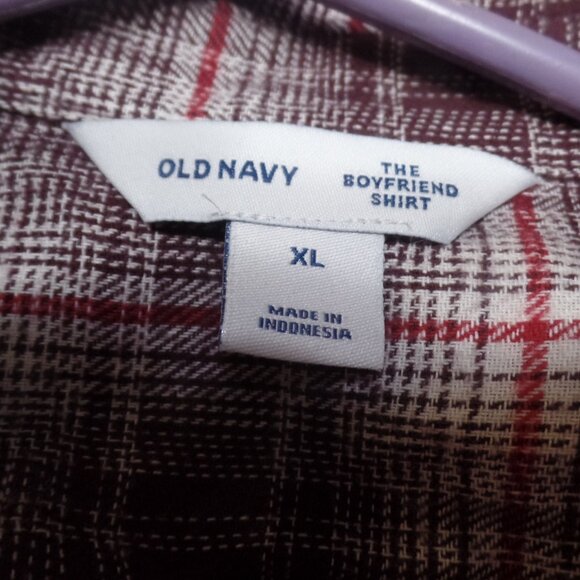 OLD NAVY
THE
BOYFRIEND
SHIRT
XL
MADE IN
INDONESIA